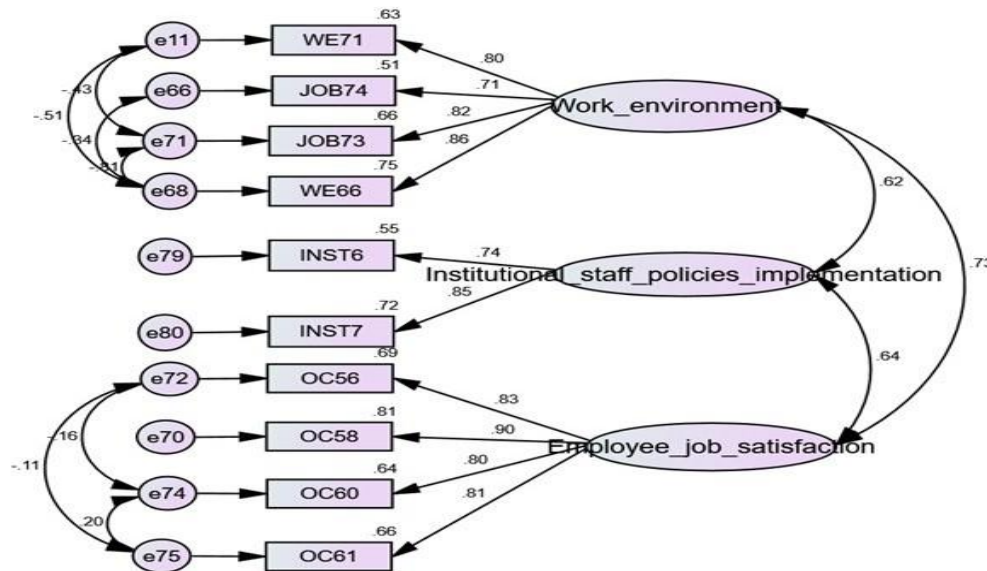 .63
e11 WE71
.80
.51
-.43 e66 JOB74 .71 Work_environment
-.51
.66
.82
-.34 e71 JOB73
.86
.75
e68 WE66
.62
.55
e79 INST6 .74
Institutional_staff_policies_implementation
.73
.85
.72
e80 INST7
.69
.64
e72 OC56
.83
.81
-.16 e70 OC58 .90
Employee_job_satisfaction
-.11
.64
.80
e74 OC60
.81
.20
.66
e75 OC61